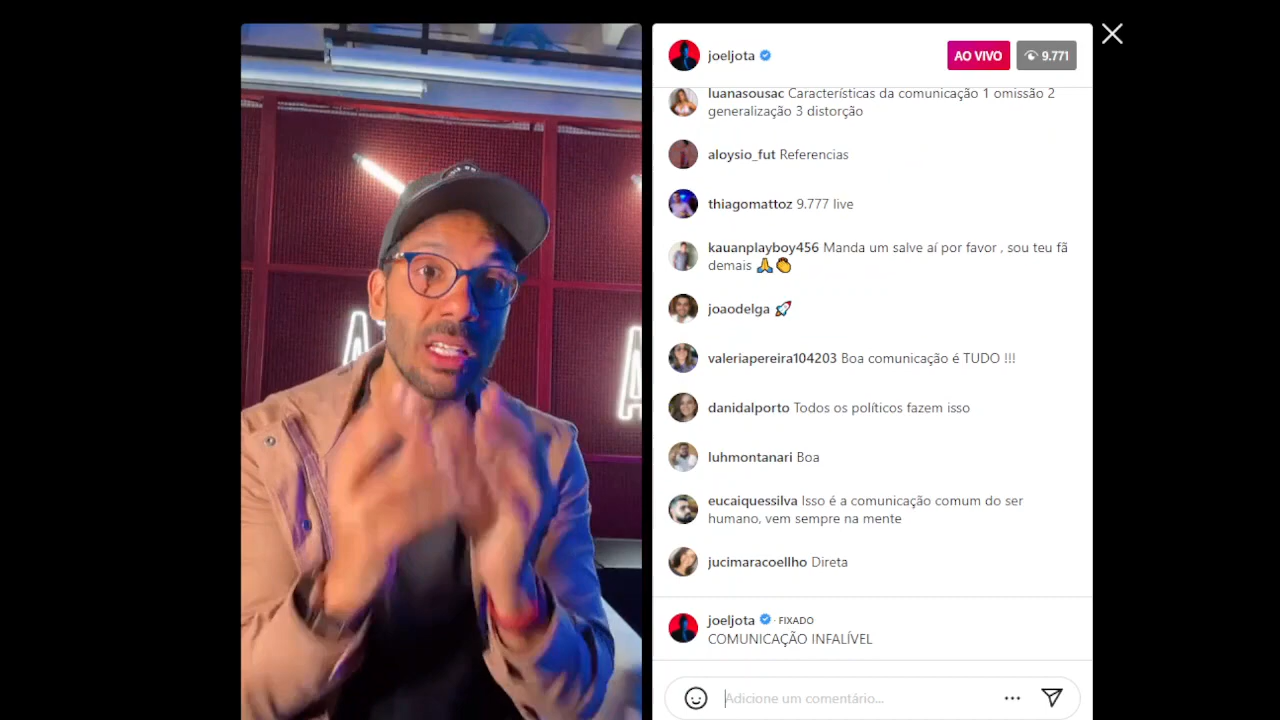 joeljota
AO VIVO
9.771
luanasousac Características da comunicação 1 omissão 2
generalização 3 distorção
aloysio_fut Referencias
thiagomattoz 9.777 live
kauanplayboy456 Manda um salve aí por favor , sou teu fã
demais 🙏👏
joaodelga 🚀
valeriapereira104203 Boa comunicação é TUDO !!!
danidalporto Todos os políticos fazem isso
luhmontanari Boa
eucaiquessilva Isso é a comunicação comum do ser
humano, vem sempre na mente
jucimaracoellho Direta
joeljota · FIXADO
COMUNICAÇÃO INFALÍVEL
Adicione um comentário...